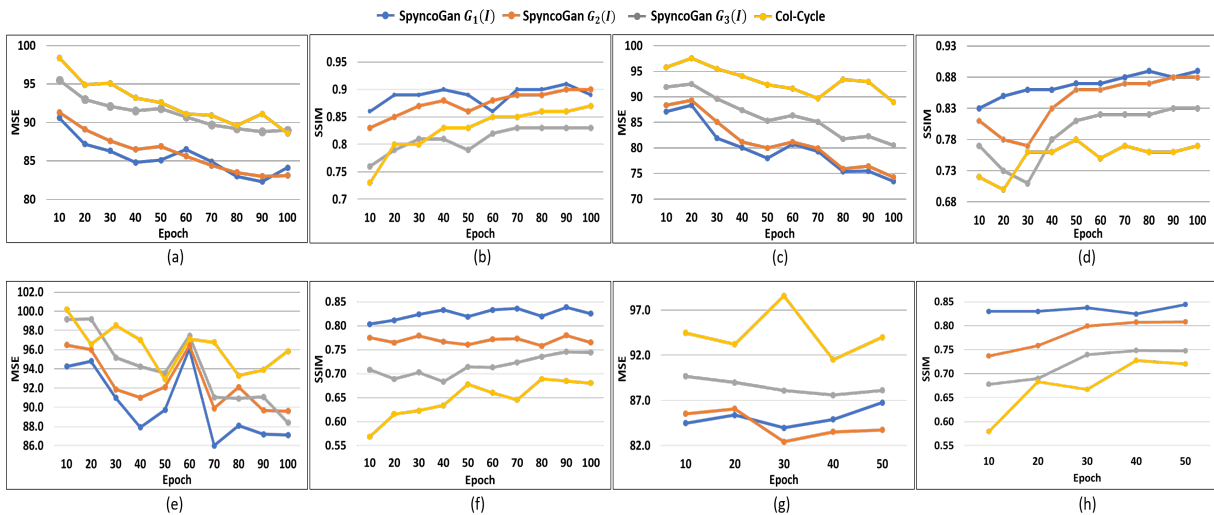 SpyncoGan G₁(I) SpyncoGan G₂(I) SpyncoGan G₃(I) Col-Cycle
100
95
90
85
80
MSE
10 20 30 40 50 60 70 80 90 100
Epoch
(a)
0.95
0.9
0.85
0.8
0.75
0.7
SSIM
10 20 30 40 50 60 70 80 90 100
Epoch
(b)
100
95
90
85
80
75
70
MSE
10 20 30 40 50 60 70 80 90 100
Epoch
(c)
0.93
0.88
0.83
0.78
0.73
0.68
SSIM
10 20 30 40 50 60 70 80 90 100
Epoch
(d)
102.0
100.0
98.0
96.0
94.0
92.0
90.0
88.0
86.0
MSE
10 20 30 40 50 60 70 80 90 100
Epoch
(e)
0.85
0.80
0.75
0.70
0.65
0.60
0.55
SSIM
10 20 30 40 50 60 70 80 90 100
Epoch
(f)
97.0
92.0
87.0
82.0
MSE
10 20 30 40 50
Epoch
(g)
0.85
0.80
0.75
0.70
0.65
0.60
0.55
SSIM
10 20 30 40 50
Epoch
(h)